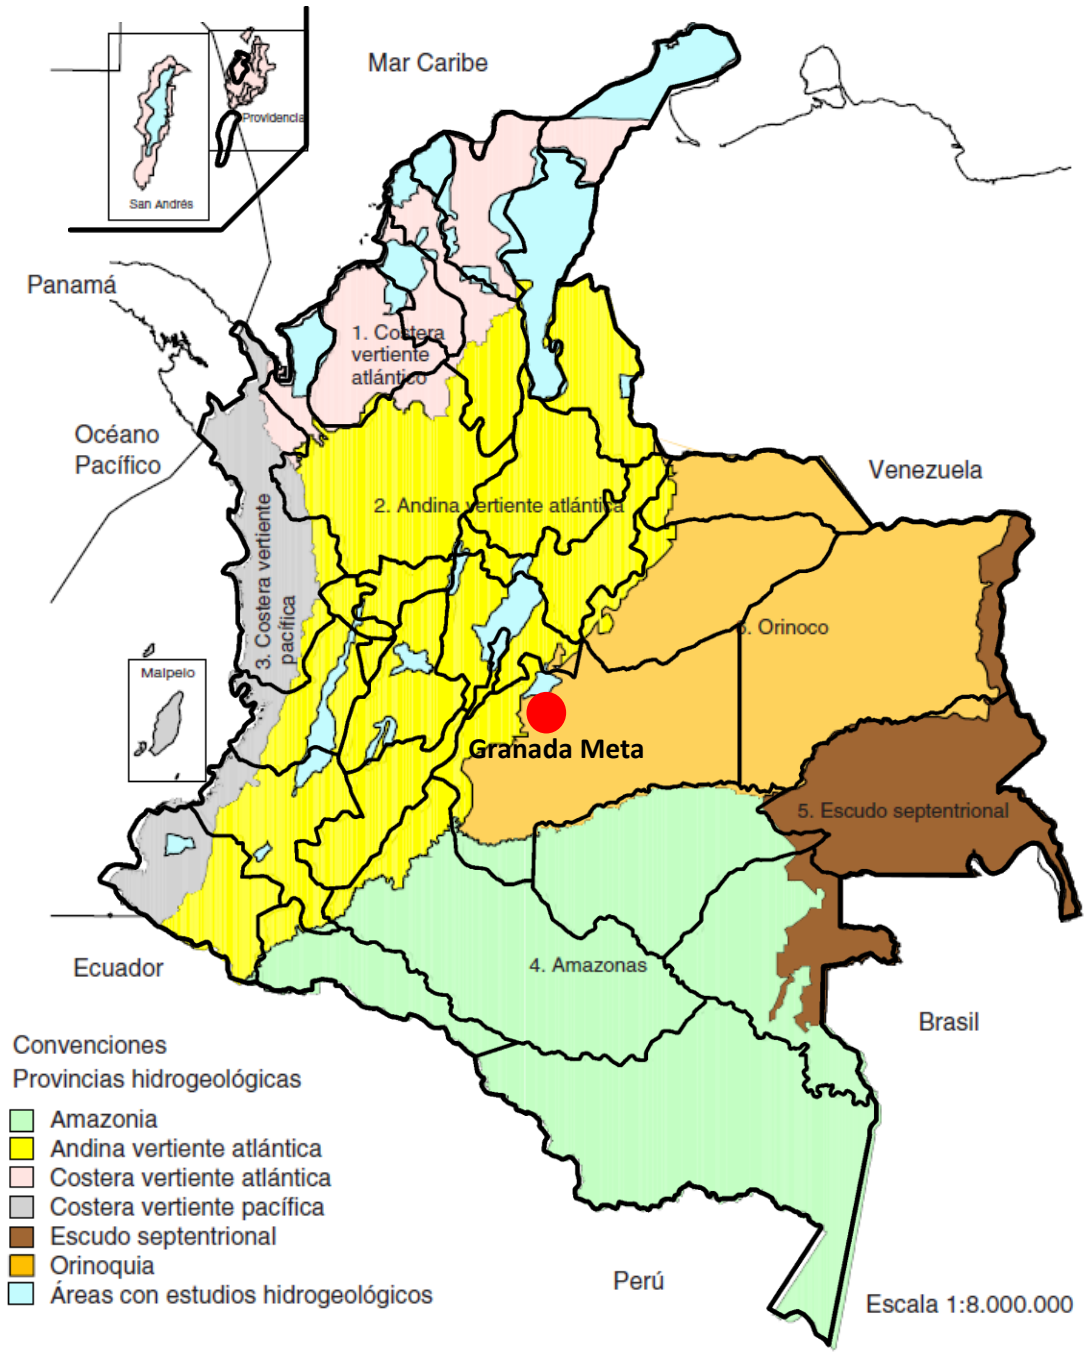 Mar Caribe
Providencia
San Andrés
Panamá
1. Costera
vertiente
atlántico
Océano
Pacífico
Venezuela
2. Andina vertiente atlántica
3. Costera vertiente
pacífica
6. Orinoco
Malpelo
Granada Meta
5. Escudo septentrional
4. Amazonas
Ecuador
Brasil
Convenciones
Provincias hidrogeológicas
Amazonia
Andina vertiente atlántica
Costera vertiente atlántica
Costera vertiente pacífica
Escudo septentrional
Orinoquia
Áreas con estudios hidrogeológicos
Perú
Escala 1:8.000.000